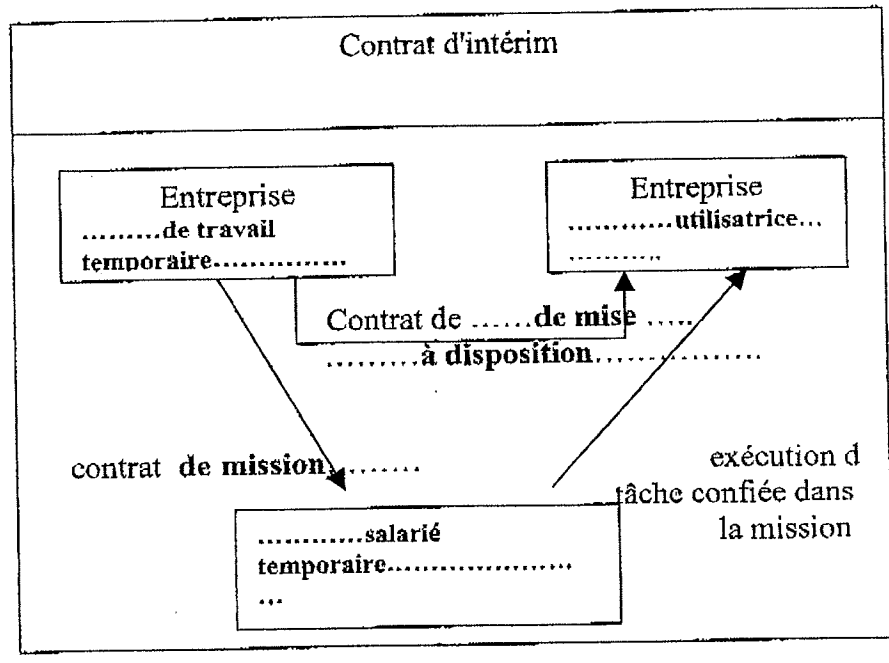 Contrat d'intérim
Entreprise
.........de travail
temporaire...............
Entreprise
............utilisatrice...
..........
Contrat de ......de mise .....
.........à disposition................
contrat de mission.........
exécution d
tâche confiée dans
la mission
............salarié
temporaire.....................
...